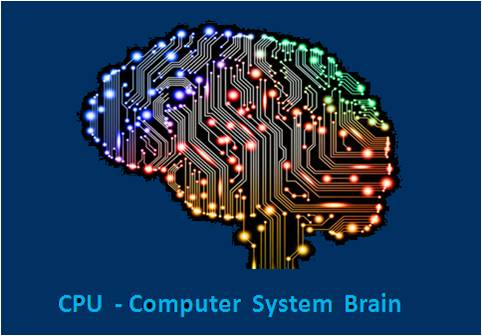 CPU - Computer System Brain